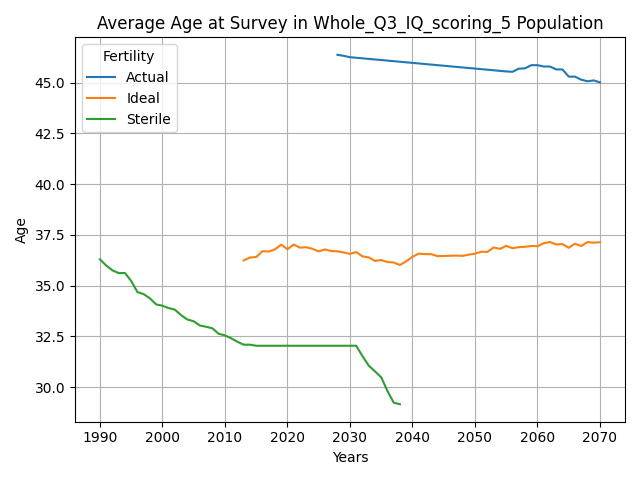 Average Age at Survey in Whole_Q3_IQ_scoring_5 Population
Fertility
Actual
Ideal
Sterile
45.0
42.5
40.0
37.5
35.0
32.5
30.0
Age
1990 2000 2010 2020 2030 2040 2050 2060 2070
Years